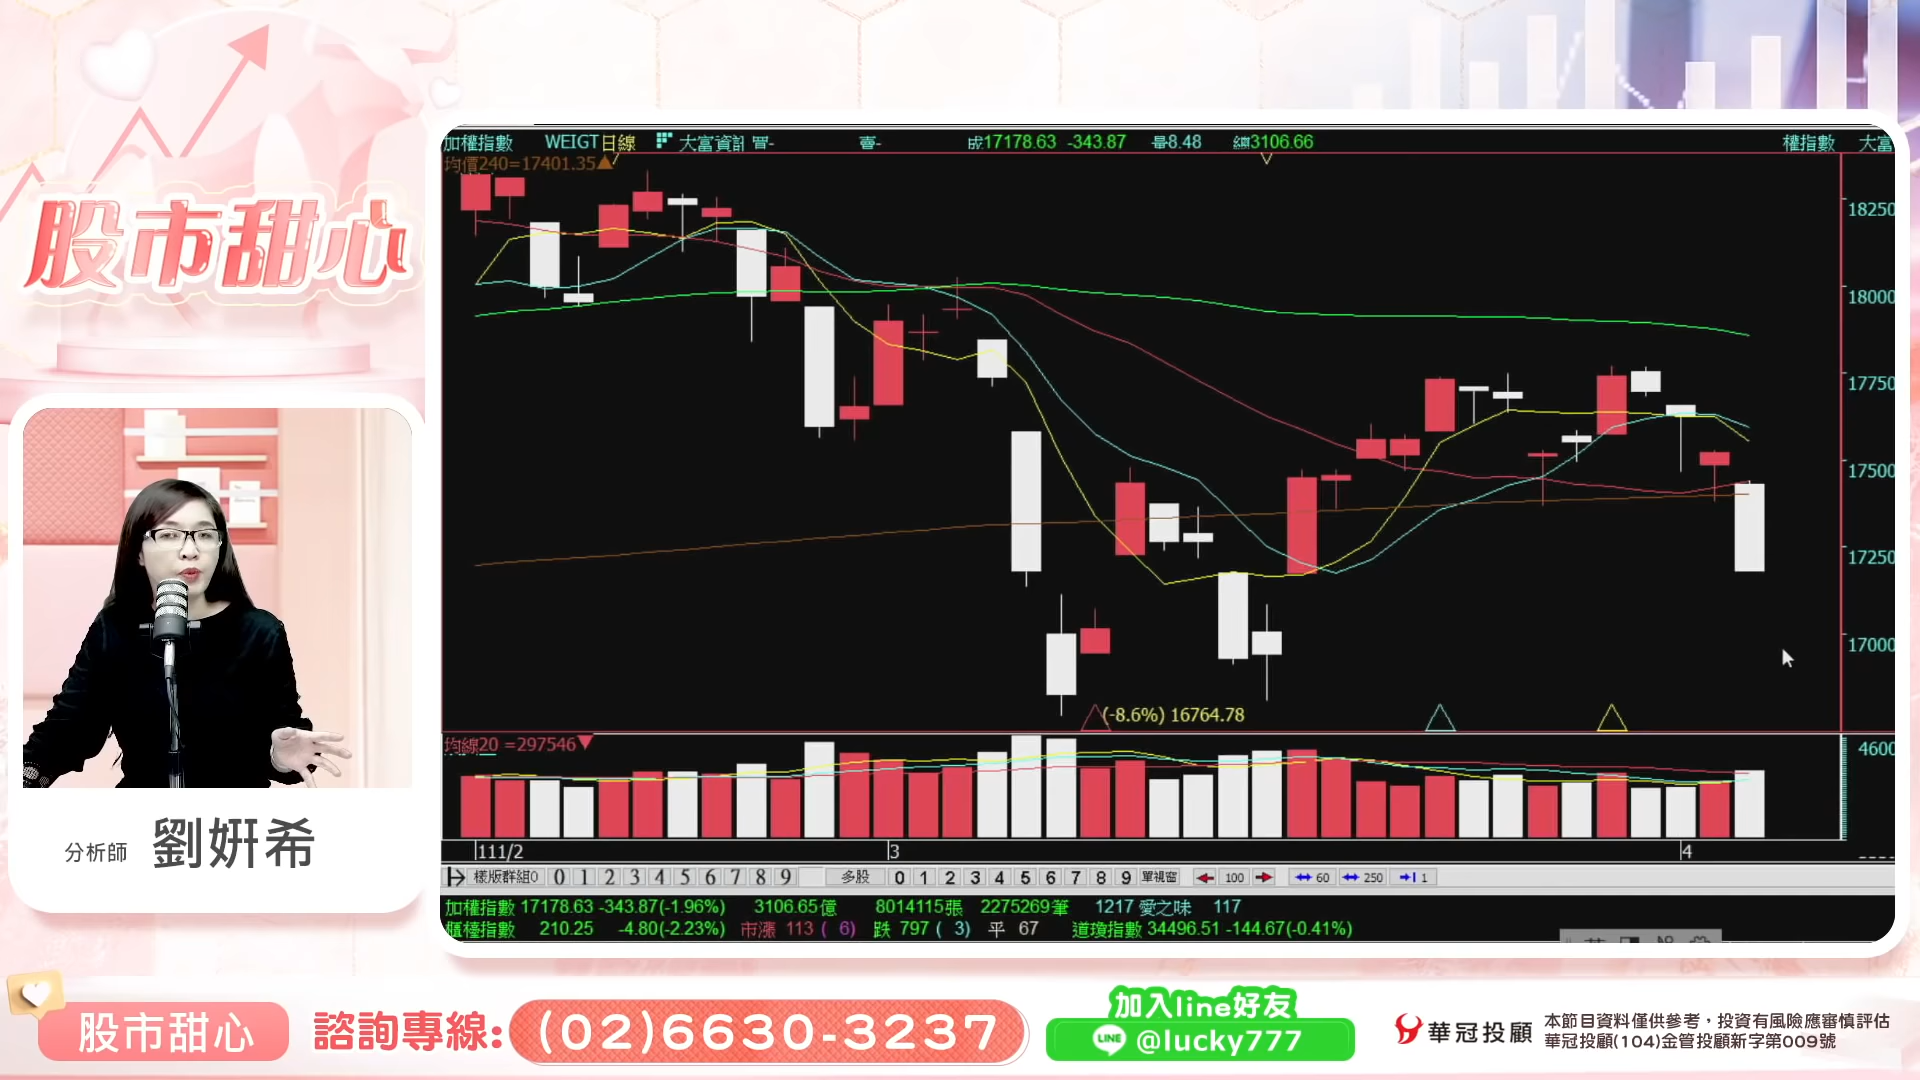 股市甜心
分析師 劉妍希
加權指數 WEIGT日線 大富資訊 買- 賣- 成17178.63 -343.87 量8.48 總3106.66 權指數 大富
均價240=17401.35
18250
18000
17750
17500
17250
17000
(-8.6%) 16764.78
均線20 =297546
4600
111/2 3 4
樣版群組0 0 1 2 3 4 5 6 7 8 9 多股 0 1 2 3 4 5 6 7 8 9 單視窗 100 60 250 1
加權指數 17178.63 -343.87(-1.96%) 3106.65億 8014115張 2275269筆 1217 愛之味 117
櫃檯指數 210.25 -4.80(-2.23%) 市漲 113 ( 6) 跌 797 ( 3) 平 67 道瓊指數 34496.51 -144.67(-0.41%)
股市甜心 諮詢專線:(02)6630-3237
加入line好友
LINE @lucky777
華冠投顧
本節目資料僅供參考,投資有風險應審慎評估
華冠投顧(104)金管投顧新字第009號